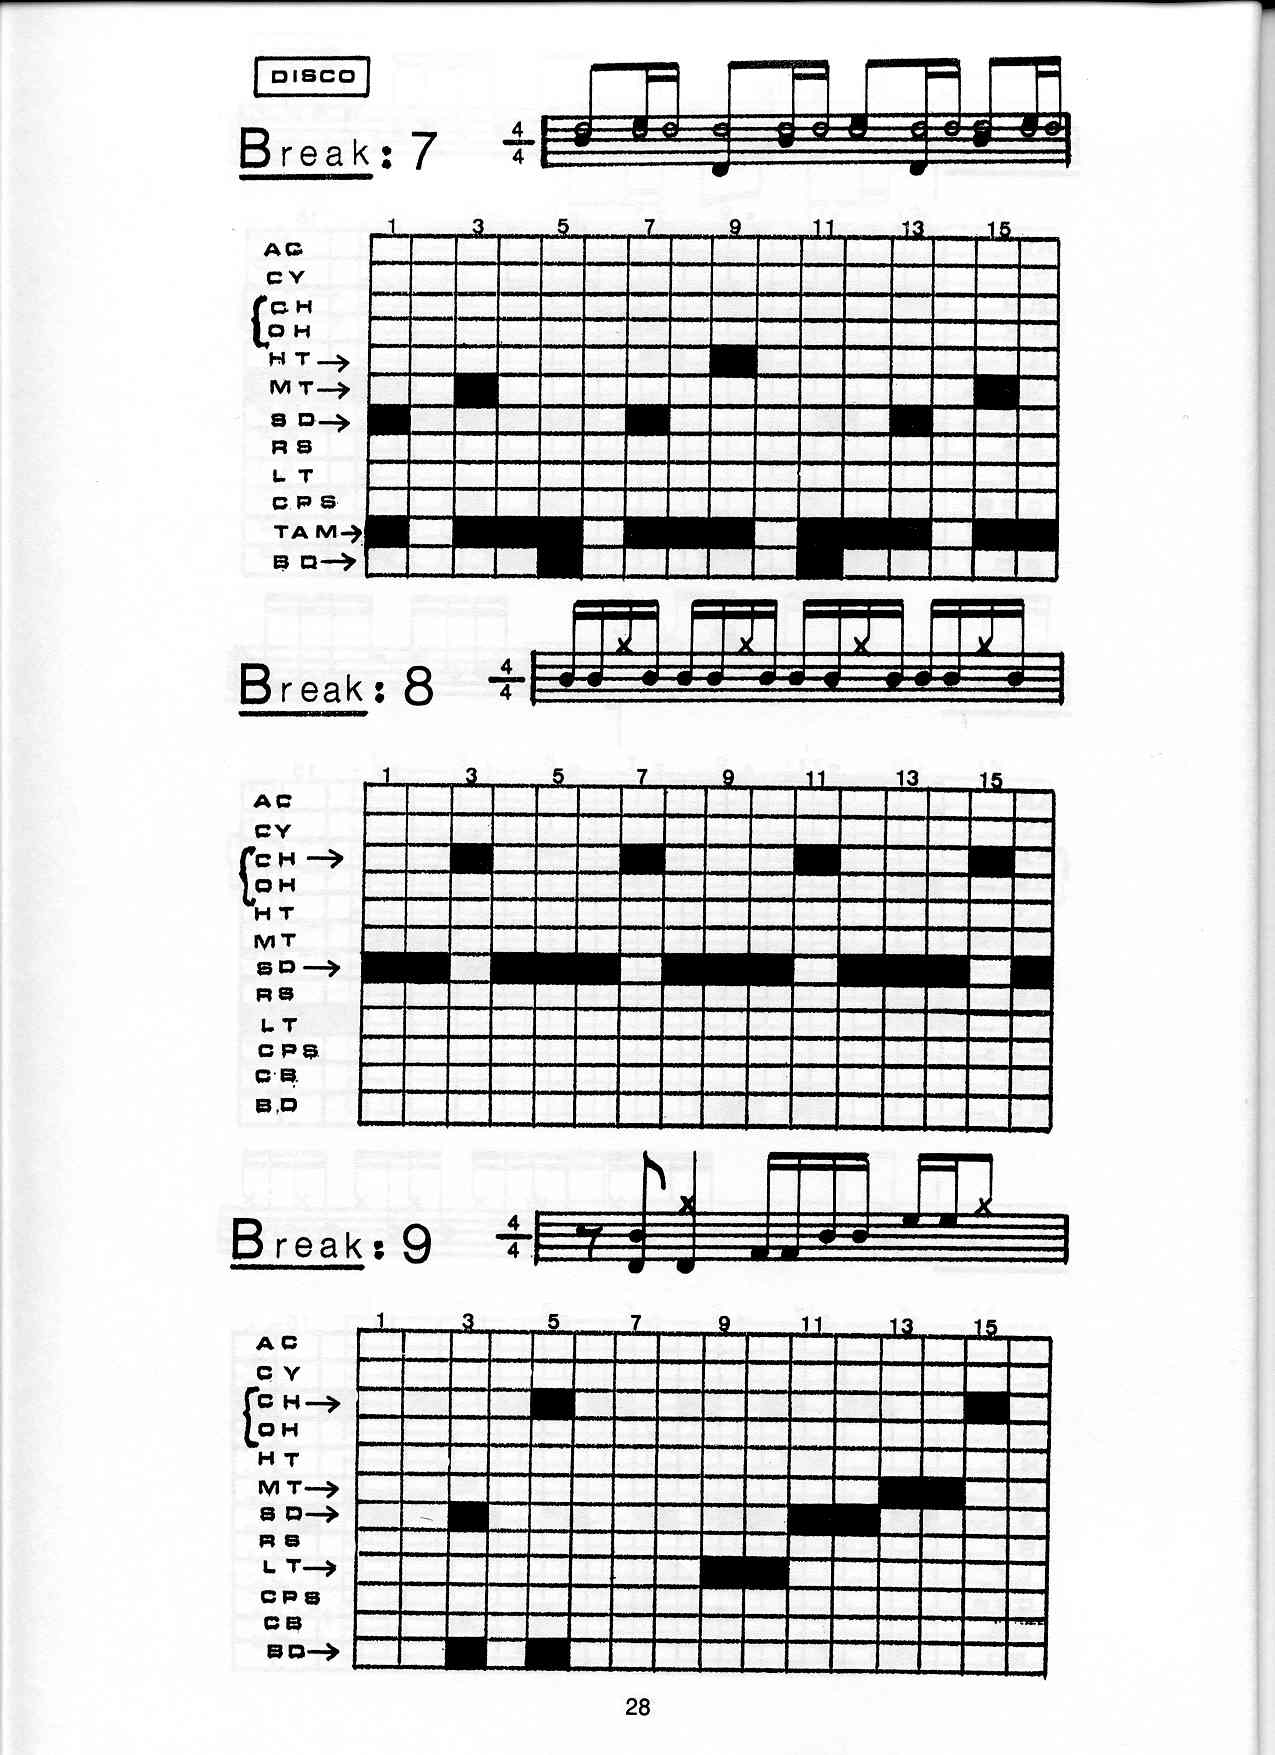 DISCO
Break: 7
4
4
1 3 5 7 9 11 13 15
AC
CY
CH
OH
HT →
MT →
SD →
RS
LT
CPS
TAM →
BD →
Break: 8
4
4
1 3 5 7 9 11 13 15
AC
CY
CH →
OH
HT
MT
SD →
RS
LT
CPS
CB
BD
Break: 9
4
4
1 3 5 7 9 11 13 15
AC
CY
CH →
OH
HT
MT →
SD →
RS
LT →
CPS
CB
BD →
28